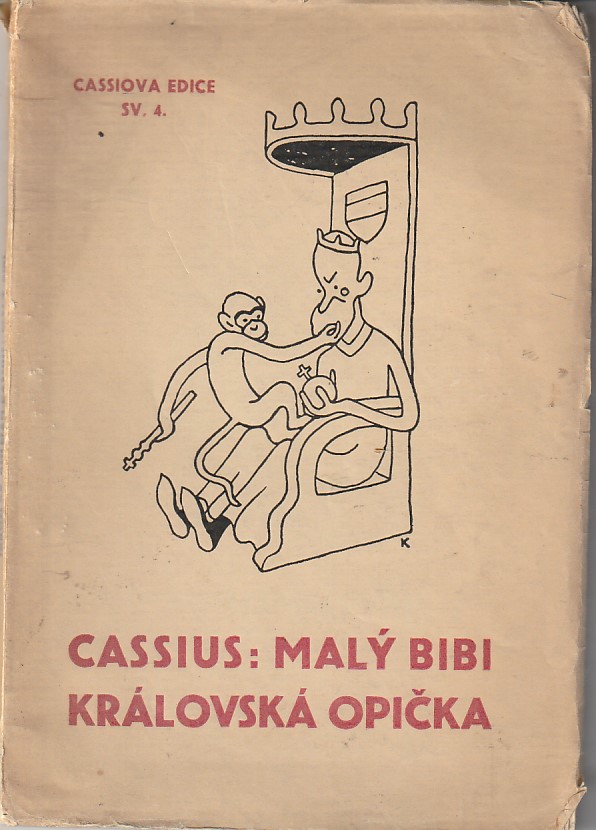 CASSIOVA EDICE
SV. 4.
K
CASSIUS: MALÝ BIBI
KRÁLOVSKÁ OPIČKA